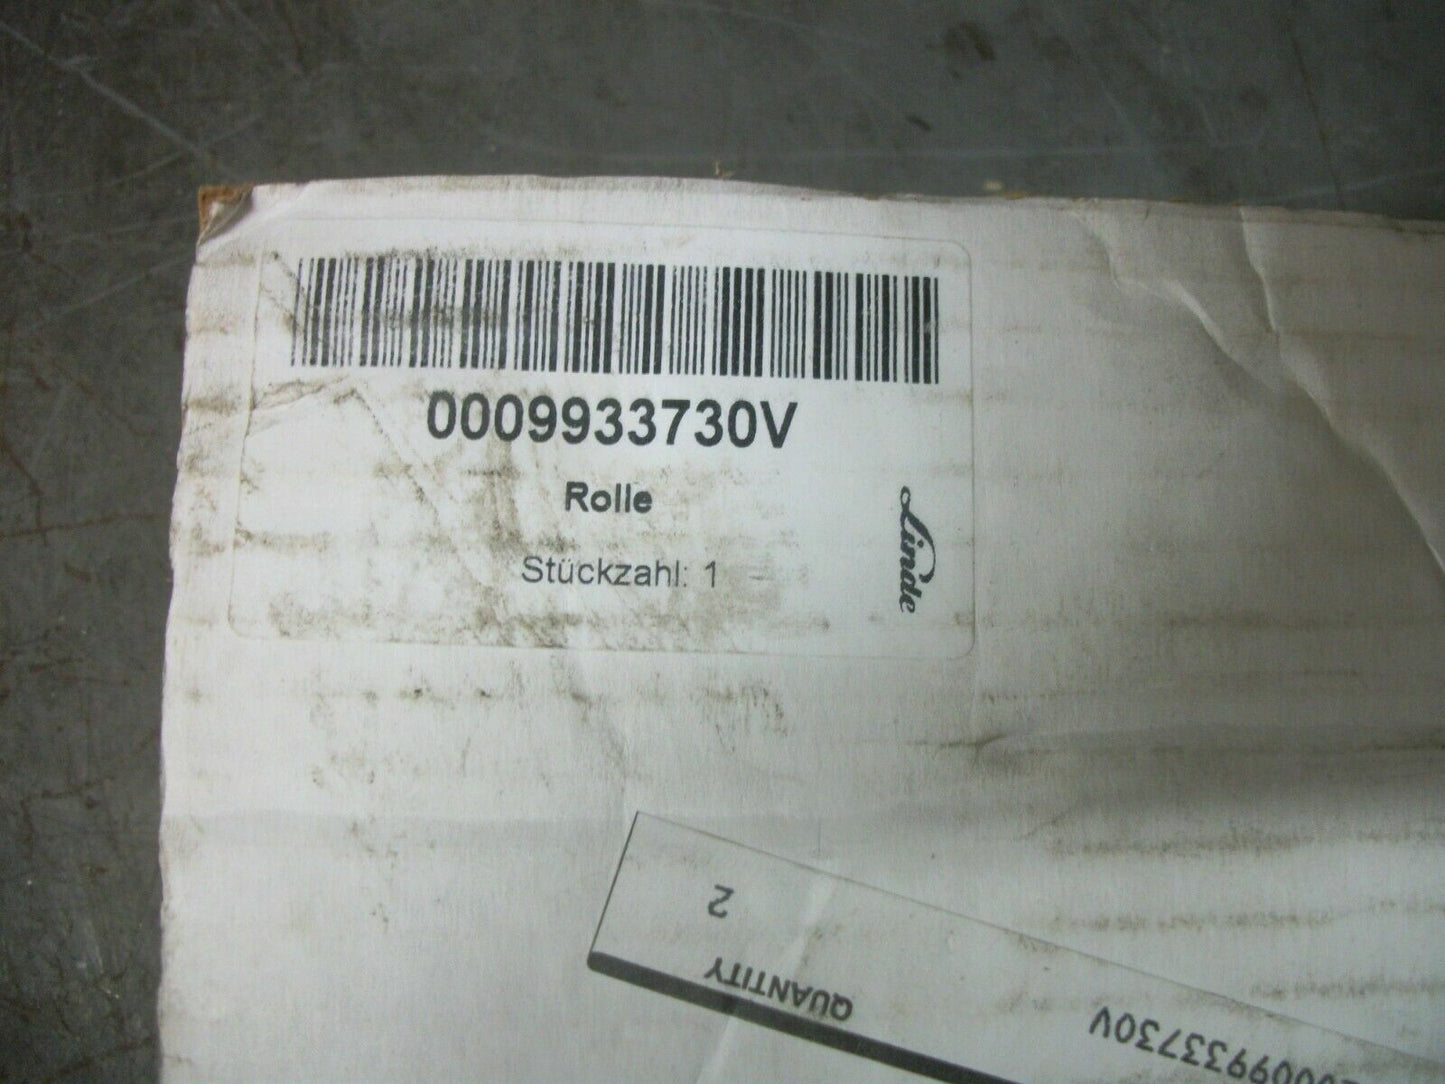 0009933730V
Rolle
Stückzahl: 1
Linde
2
QUANTITY
0009933730V